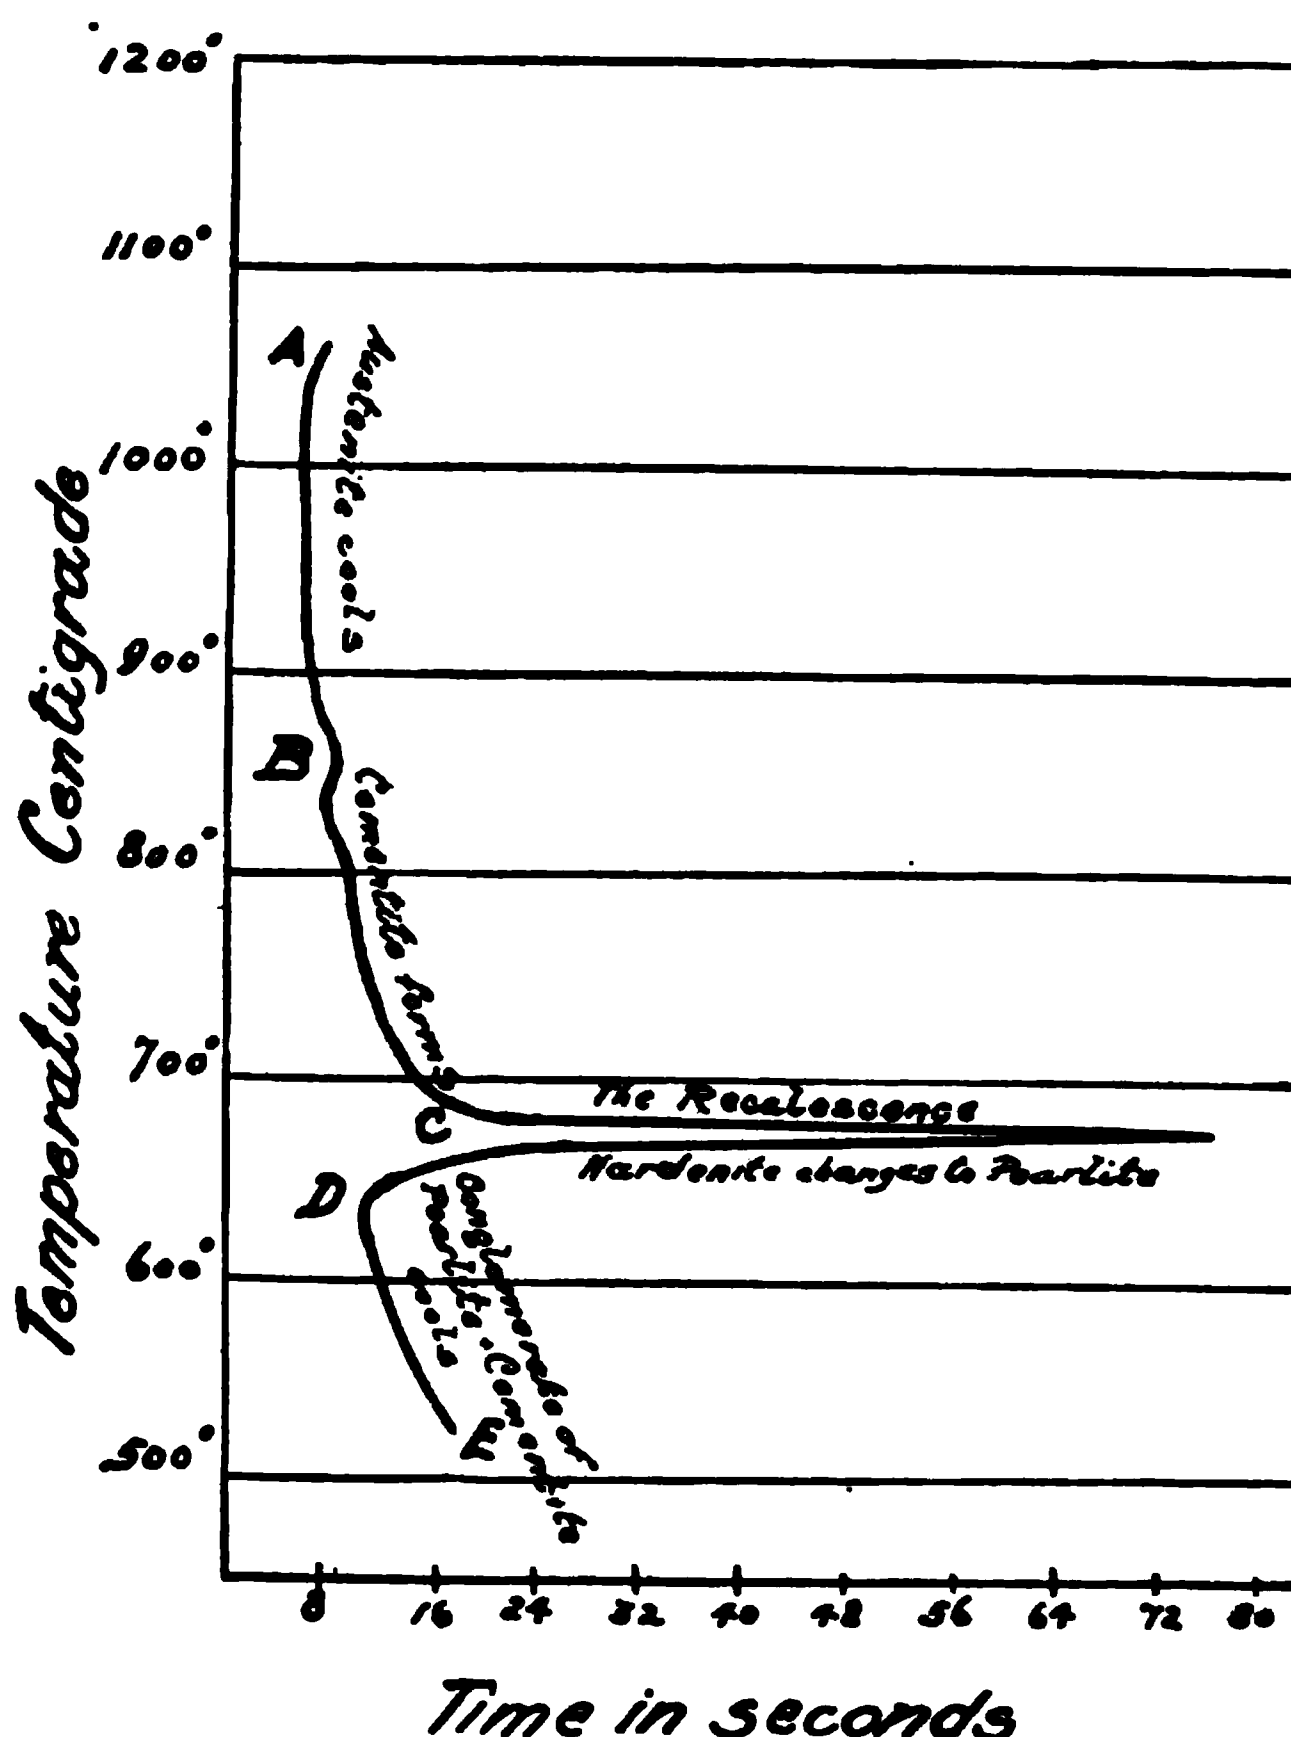 1200°
1100°
1000°
900°
800°
700°
600°
500°
Temperature Centigrade
A
Austenite cools
B
Cementite forms
C
The Recalescence
Hardenite changes to Pearlite
D
Conglomerate of
Pearlite. Cementite
cools
E
8 16 24 32 40 48 56 64 72 80
Time in seconds